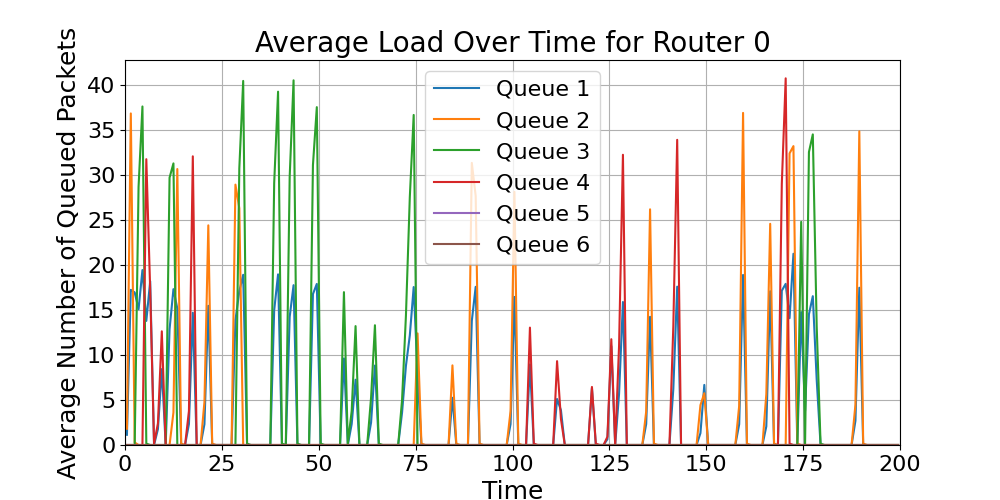 Average Load Over Time for Router 0
Average Number of Queued Packets
40
35
30
25
20
15
10
5
0
Queue 1
Queue 2
Queue 3
Queue 4
Queue 5
Queue 6
0 25 50 75 100 125 150 175 200
Time